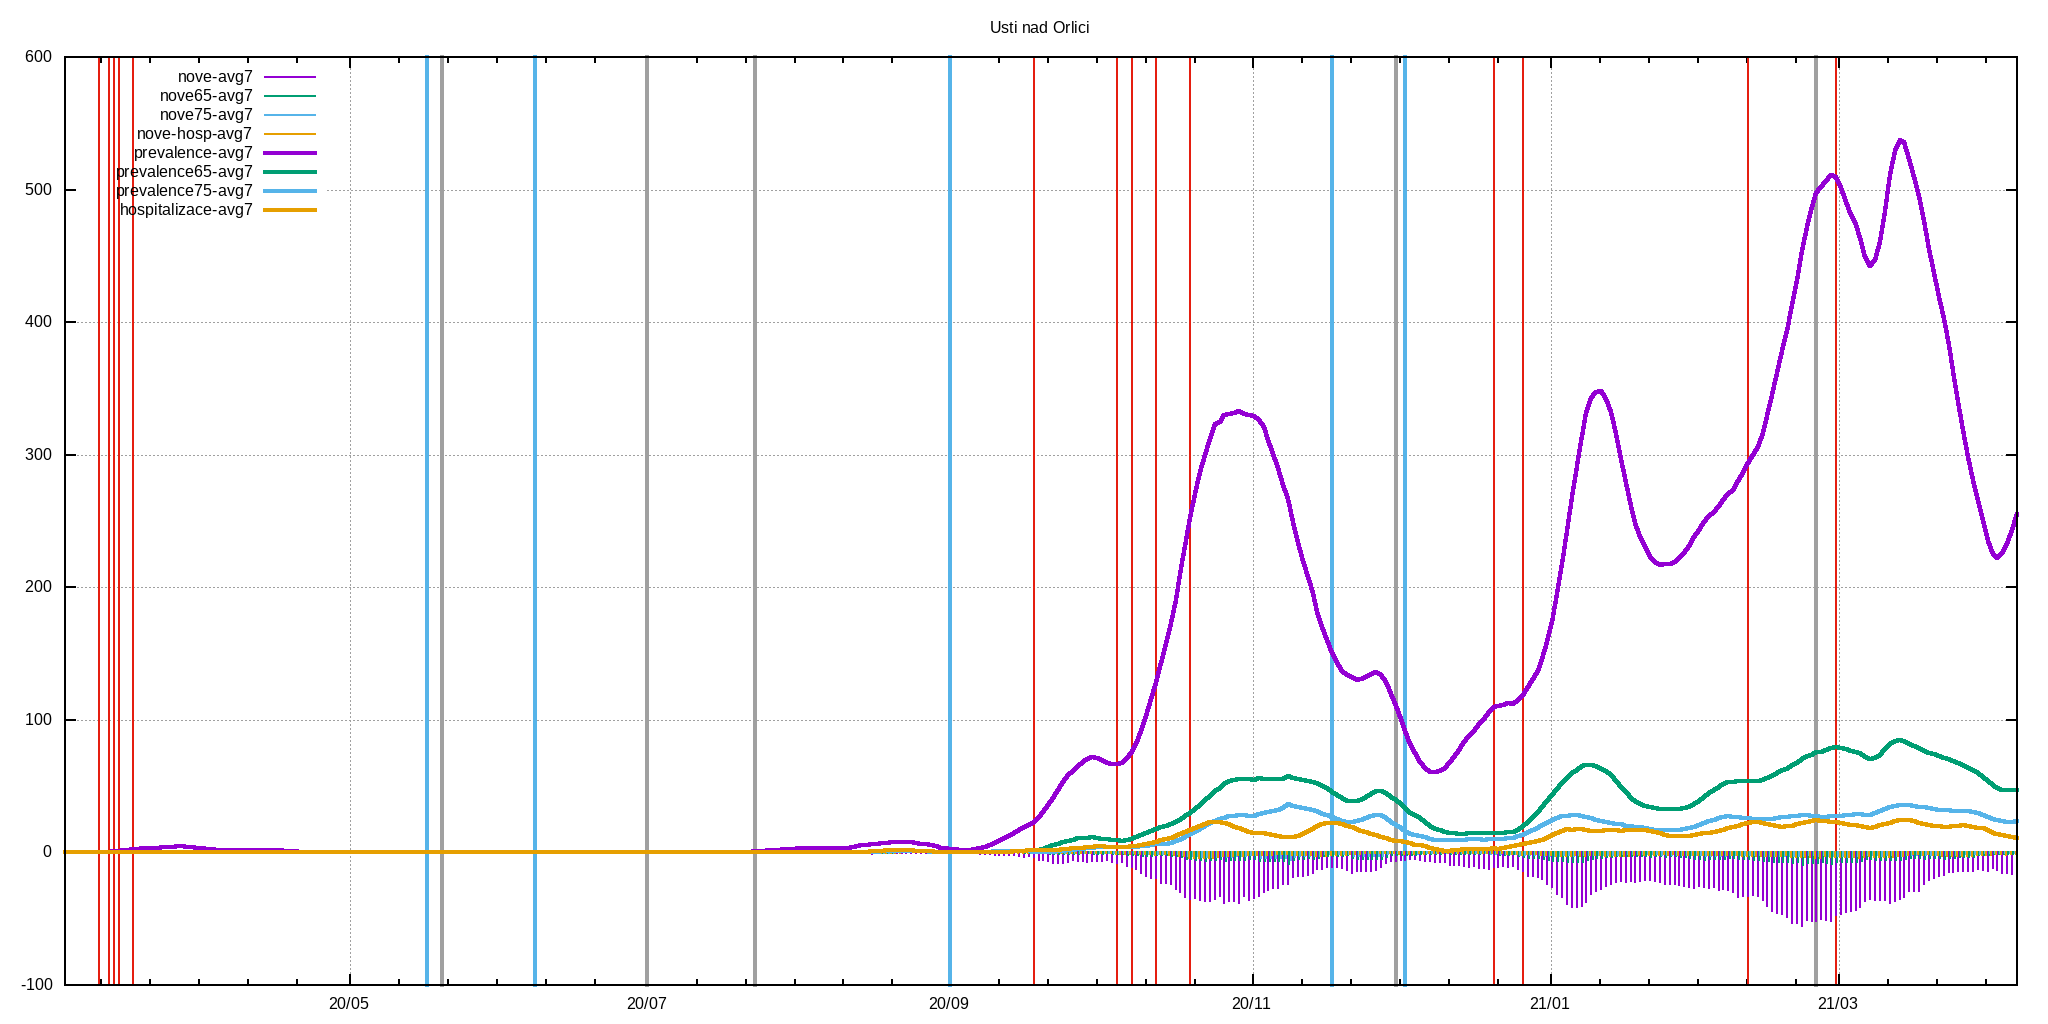 Usti nad Orlici
600
500
400
300
200
100
0
-100
nove-avg7
nove65-avg7
nove75-avg7
nove-hosp-avg7
prevalence-avg7
prevalence65-avg7
prevalence75-avg7
hospitalizace-avg7
20/05
20/07
20/09
20/11
21/01
21/03